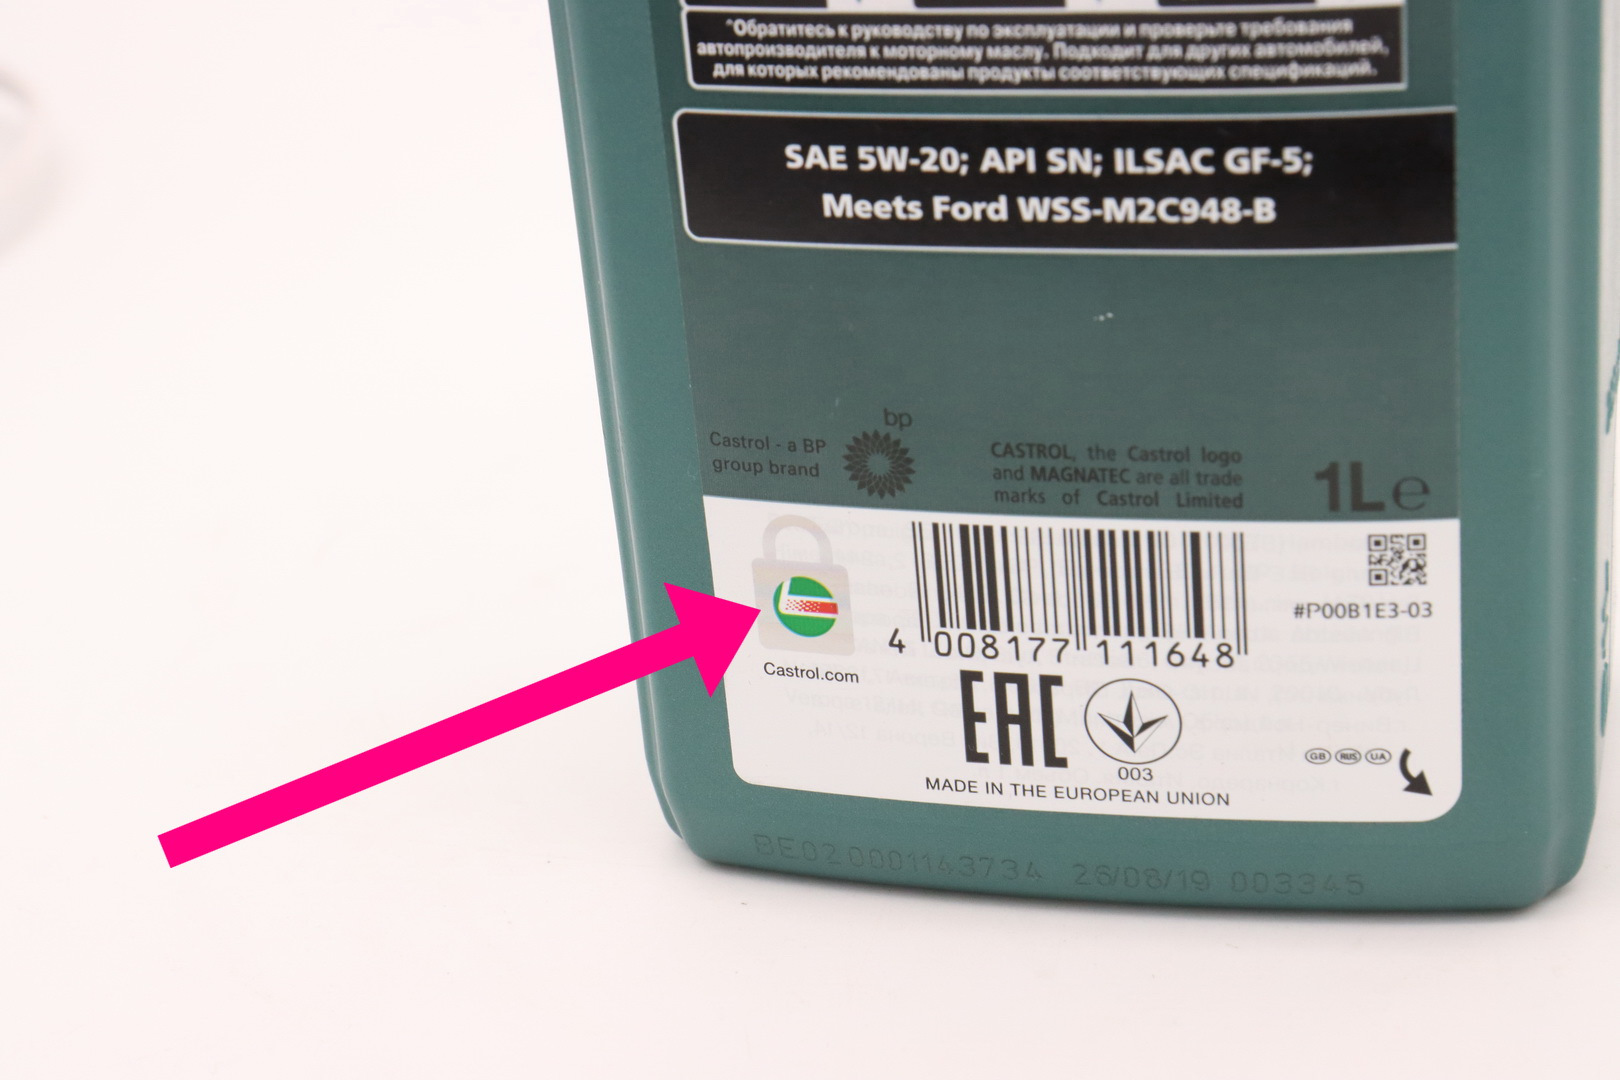 *Обратитесь к руководству по эксплуатации и проверьте требования
автопроизводителя к моторному маслу. Подходит для других автомобилей,
для которых рекомендованы продукты соответствующих спецификаций.
SAE 5W-20; API SN; ILSAC GF-5;
Meets Ford WSS-M2C948-B
bp
Castrol - a BP
group brand
CASTROL, the Castrol logo
and MAGNATEC are all trade
marks of Castrol Limited
1L e
Castrol.com
4 008177 111648
#P00B1E3-03
EAC
003
MADE IN THE EUROPEAN UNION
GB RUS UA
BE02 0001143734 26/08/19 003345